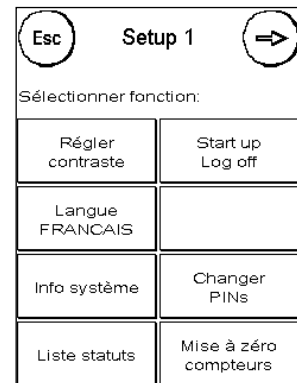 Esc
Setup 1
Sélectionner fonction:
Régler
contraste
Start up
Log off
Langue
FRANCAIS
Info système
Changer
PINs
Liste statuts
Mise à zéro
compteurs